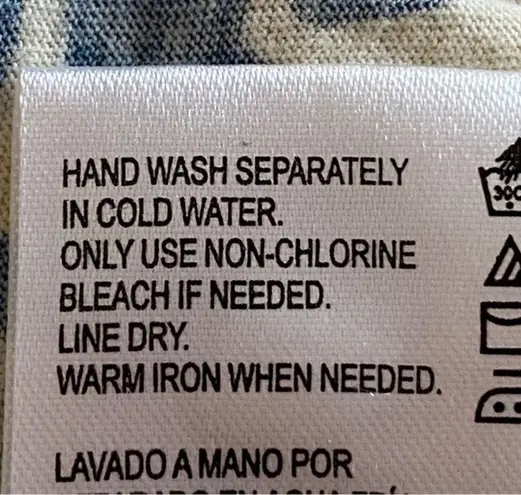 HAND WASH SEPARATELY
IN COLD WATER.
ONLY USE NON-CHLORINE
BLEACH IF NEEDED.
LINE DRY.
WARM IRON WHEN NEEDED.
LAVADO A MANO POR